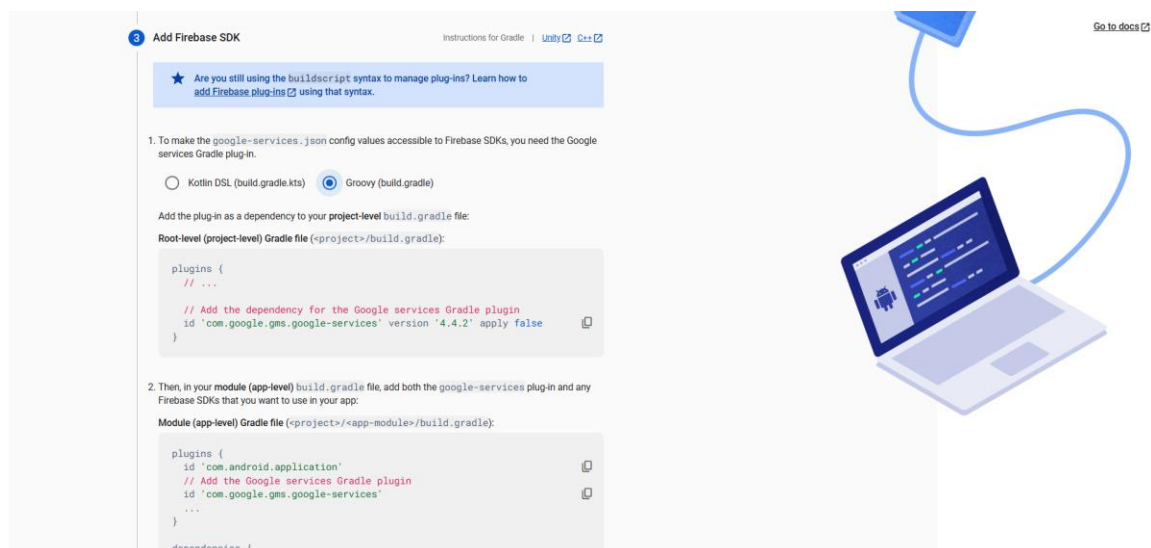 Go to docs
3 Add Firebase SDK Instructions for Gradle | Unity C++
Are you still using the buildscript syntax to manage plug-ins? Learn how to
add Firebase plug-ins using that syntax.
1. To make the google-services.json config values accessible to Firebase SDKs, you need the Google
services Gradle plug-in.
Kotlin DSL (build.gradle.kts) Groovy (build.gradle)
Add the plug-in as a dependency to your project-level build.gradle file:
Root-level (project-level) Gradle file (<project>/build.gradle):
plugins {
// ...
// Add the dependency for the Google services Gradle plugin
id 'com.google.gms.google-services' version '4.4.2' apply false
}
2. Then, in your module (app-level) build.gradle file, add both the google-services plug-in and any
Firebase SDKs that you want to use in your app:
Module (app-level) Gradle file (<project>/<app-module>/build.gradle):
plugins {
id 'com.android.application'
// Add the Google services Gradle plugin
id 'com.google.gms.google-services'
...
}
dependencies {